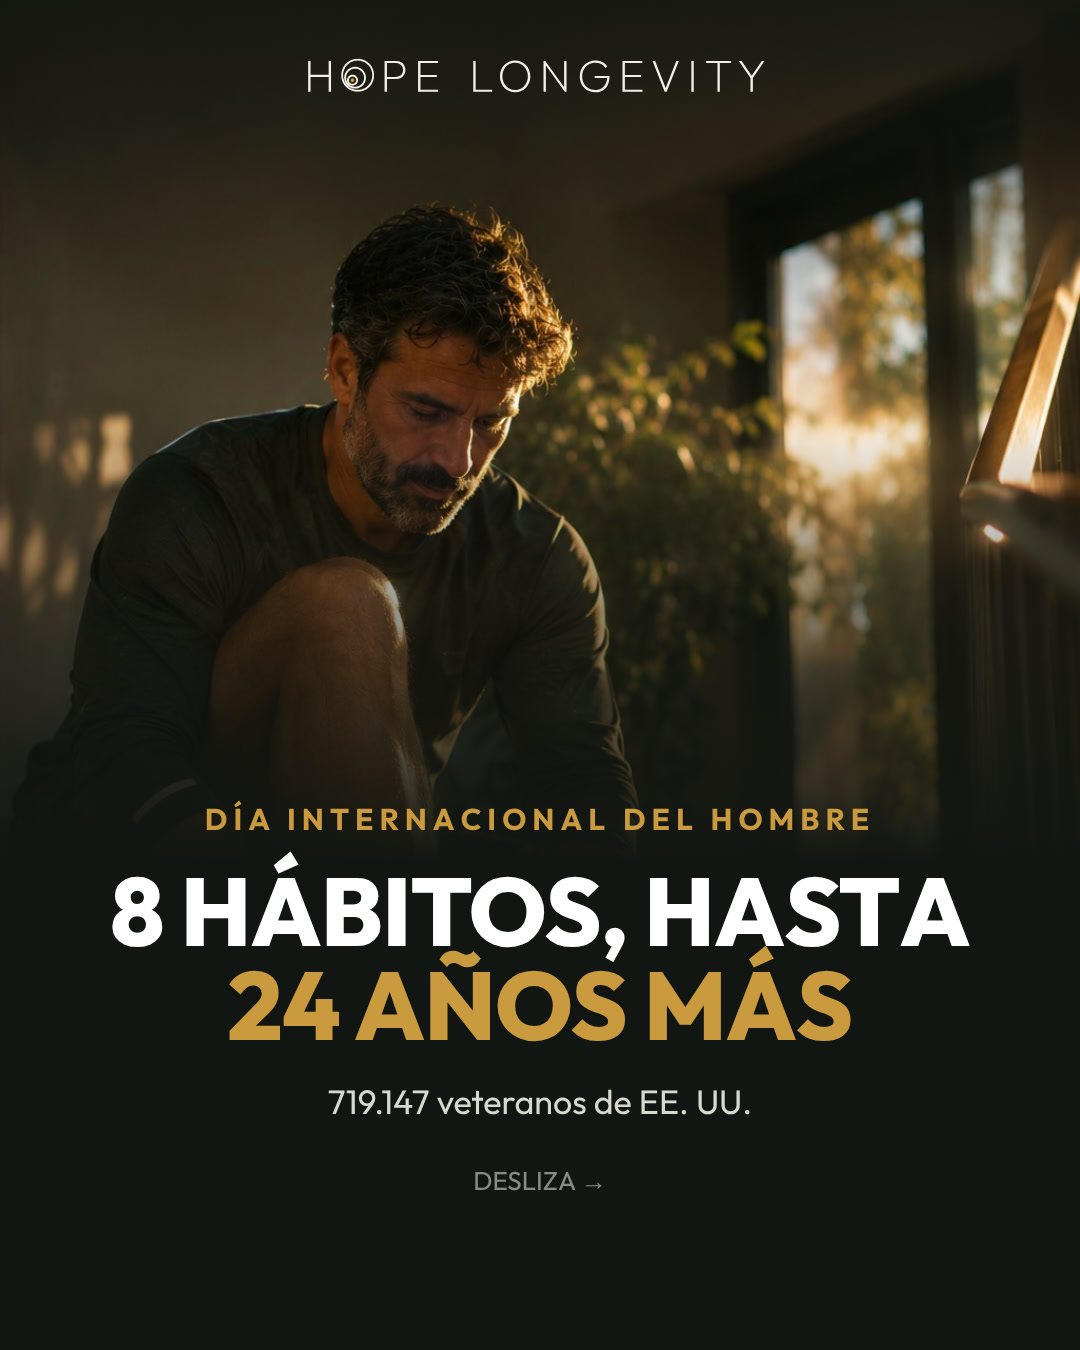 HOPE LONGEVITY
DÍA INTERNACIONAL DEL HOMBRE
8 HÁBITOS, HASTA
24 AÑOS MÁS
719.147 veteranos de EE. UU.
DESLIZA →